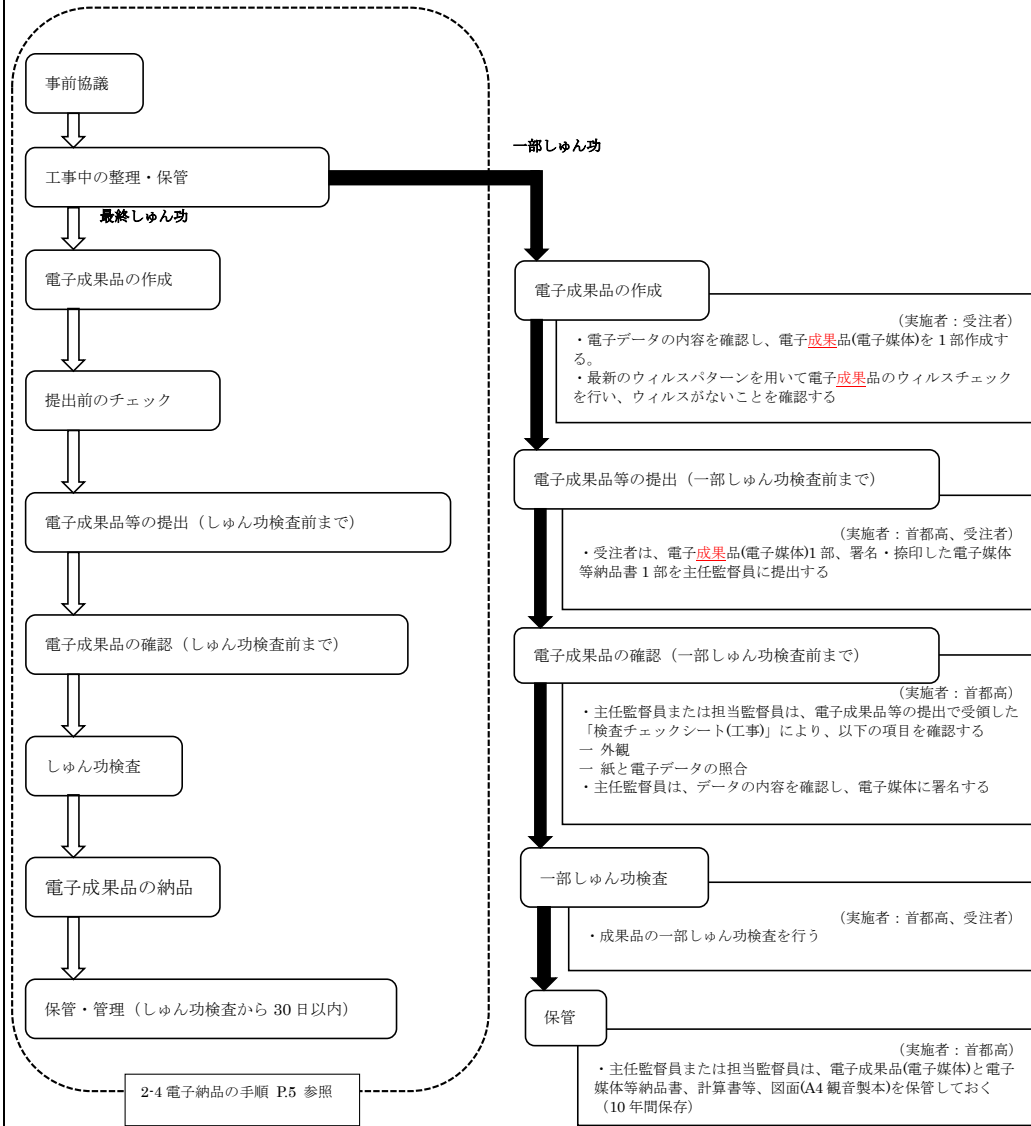 事前協議
工事中の整理・保管
最終しゅん功
電子成果品の作成
提出前のチェック
電子成果品等の提出（しゅん功検査前まで）
電子成果品の確認（しゅん功検査前まで）
しゅん功検査
電子成果品の納品
保管・管理（しゅん功検査から 30 日以内）
2-4 電子納品の手順 P.5 参照
一部しゅん功
電子成果品の作成
（実施者：受注者）
・電子データの内容を確認し、電子成果品(電子媒体)を 1 部作成す
る。
・最新のウィルスパターンを用いて電子成果品のウィルスチェック
を行い、ウィルスがないことを確認する
電子成果品等の提出（一部しゅん功検査前まで）
（実施者：首都高、受注者）
・受注者は、電子成果品(電子媒体)1 部、署名・捺印した電子媒体
等納品書 1 部を主任監督員に提出する
電子成果品の確認（一部しゅん功検査前まで）
（実施者：首都高）
・主任監督員または担当監督員は、電子成果品等の提出で受領した
「検査チェックシート(工事)」により、以下の項目を確認する
― 外観
― 紙と電子データの照合
・主任監督員は、データの内容を確認し、電子媒体に署名する
一部しゅん功検査
（実施者：首都高、受注者）
・成果品の一部しゅん功検査を行う
保管
（実施者：首都高）
・主任監督員または担当監督員は、電子成果品(電子媒体)と電子
媒体等納品書、計算書等、図面(A4 観音製本)を保管しておく
（10 年間保存）